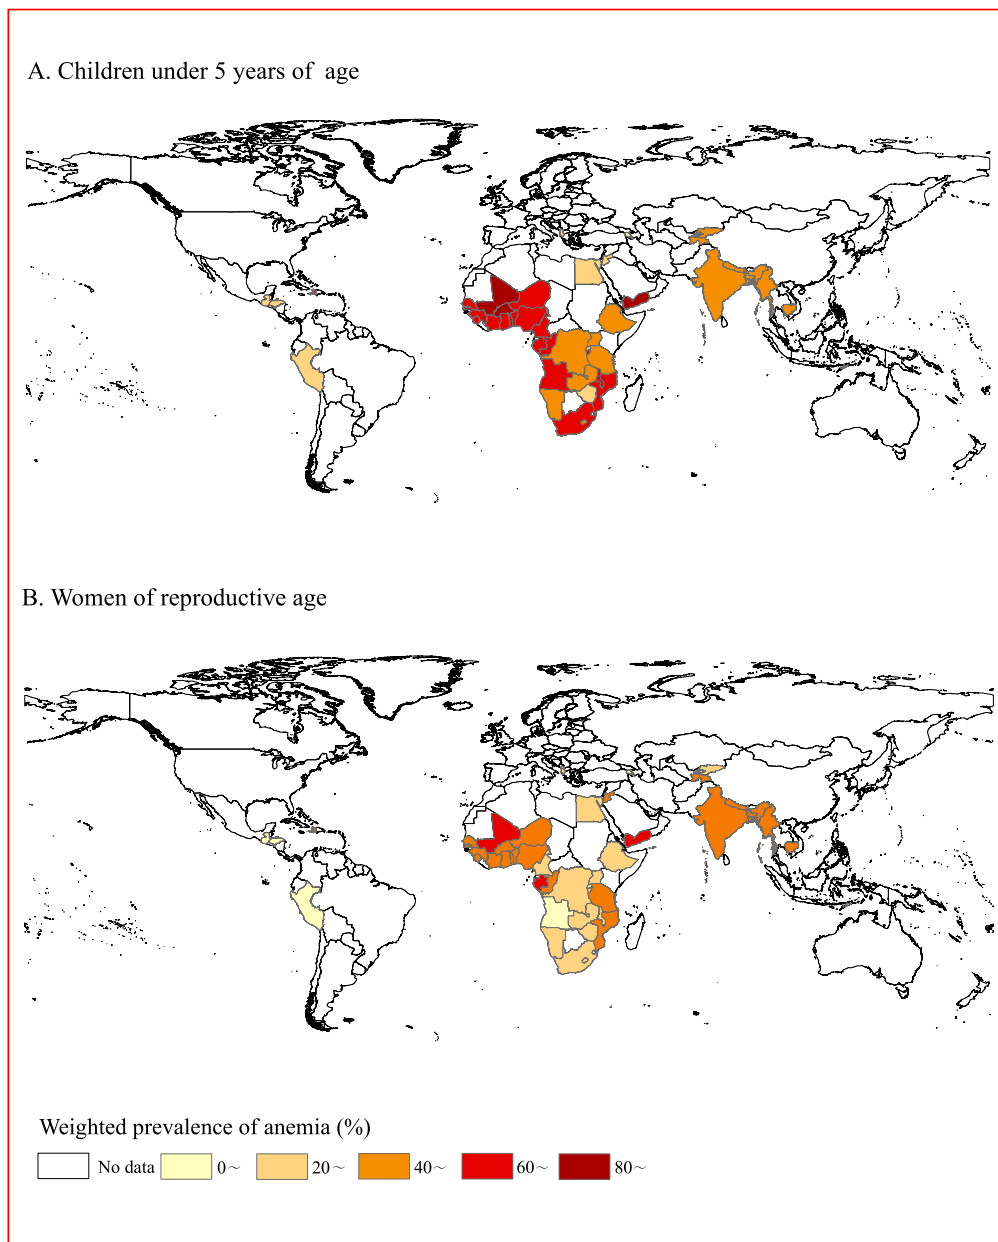 A. Children under 5 years of age
B. Women of reproductive age
Weighted prevalence of anemia (%)
No data 0～ 20～ 40～ 60～ 80～